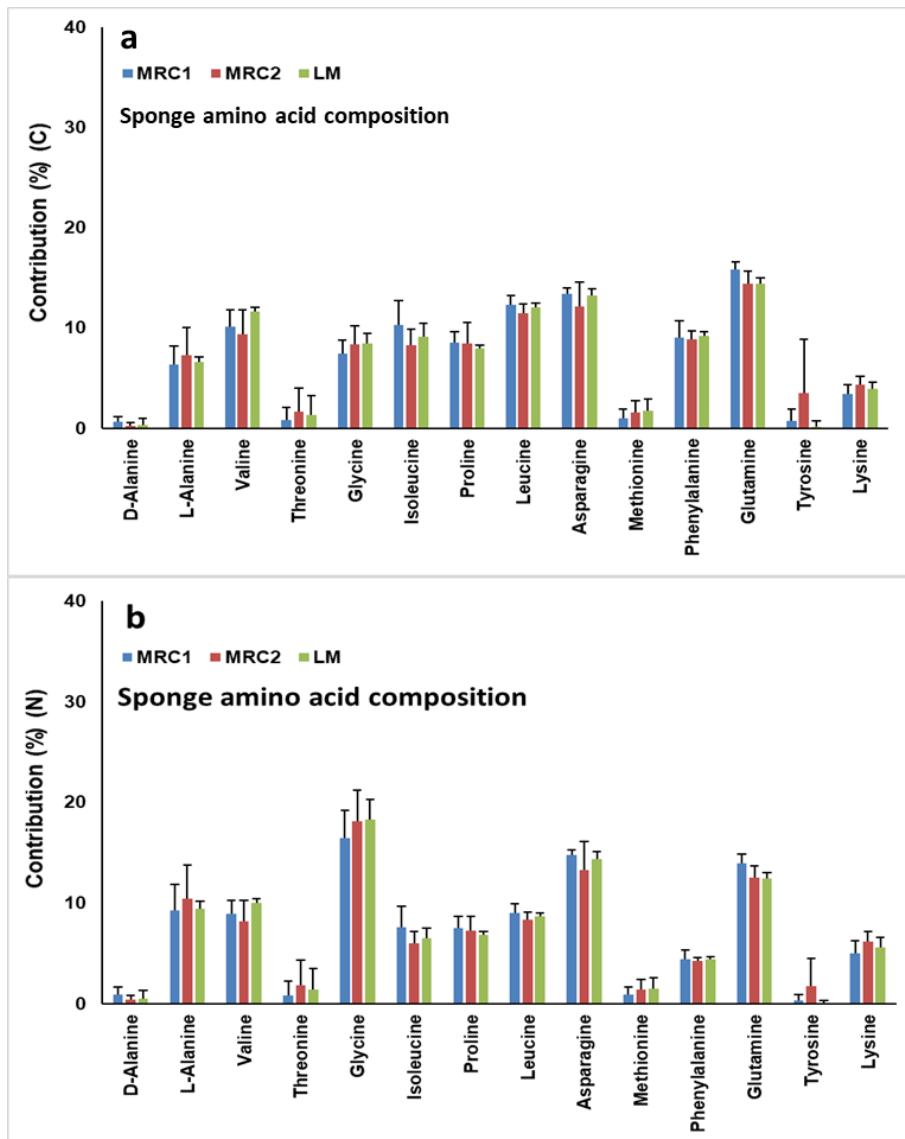 a
MRC1 MRC2 LM
Sponge amino acid composition
Contribution (%) (C)
40
30
20
10
0
D-Alanine
L-Alanine
Valine
Threonine
Glycine
Isoleucine
Proline
Leucine
Asparagine
Methionine
Phenylalanine
Glutamine
Tyrosine
Lysine
b
MRC1 MRC2 LM
Sponge amino acid composition
Contribution (%) (N)
40
30
20
10
0
D-Alanine
L-Alanine
Valine
Threonine
Glycine
Isoleucine
Proline
Leucine
Asparagine
Methionine
Phenylalanine
Glutamine
Tyrosine
Lysine